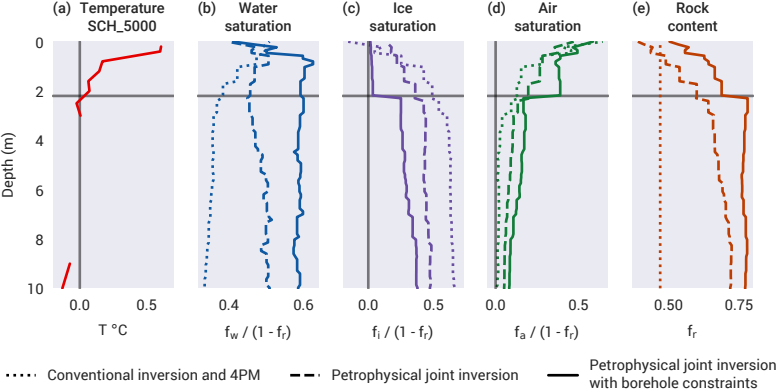 (a) Temperature
SCH_5000
(b) Water
saturation
(c) Ice
saturation
(d) Air
saturation
(e) Rock
content
0
2
4
6
8
10
Depth (m)
0.0 0.5
0.4 0.6
0.0 0.5
0.0 0.5
0.50 0.75
T °C
f_w / (1 - f_r)
f_i / (1 - f_r)
f_a / (1 - f_r)
f_r
Conventional inversion and 4PM
Petrophysical joint inversion
Petrophysical joint inversion
with borehole constraints